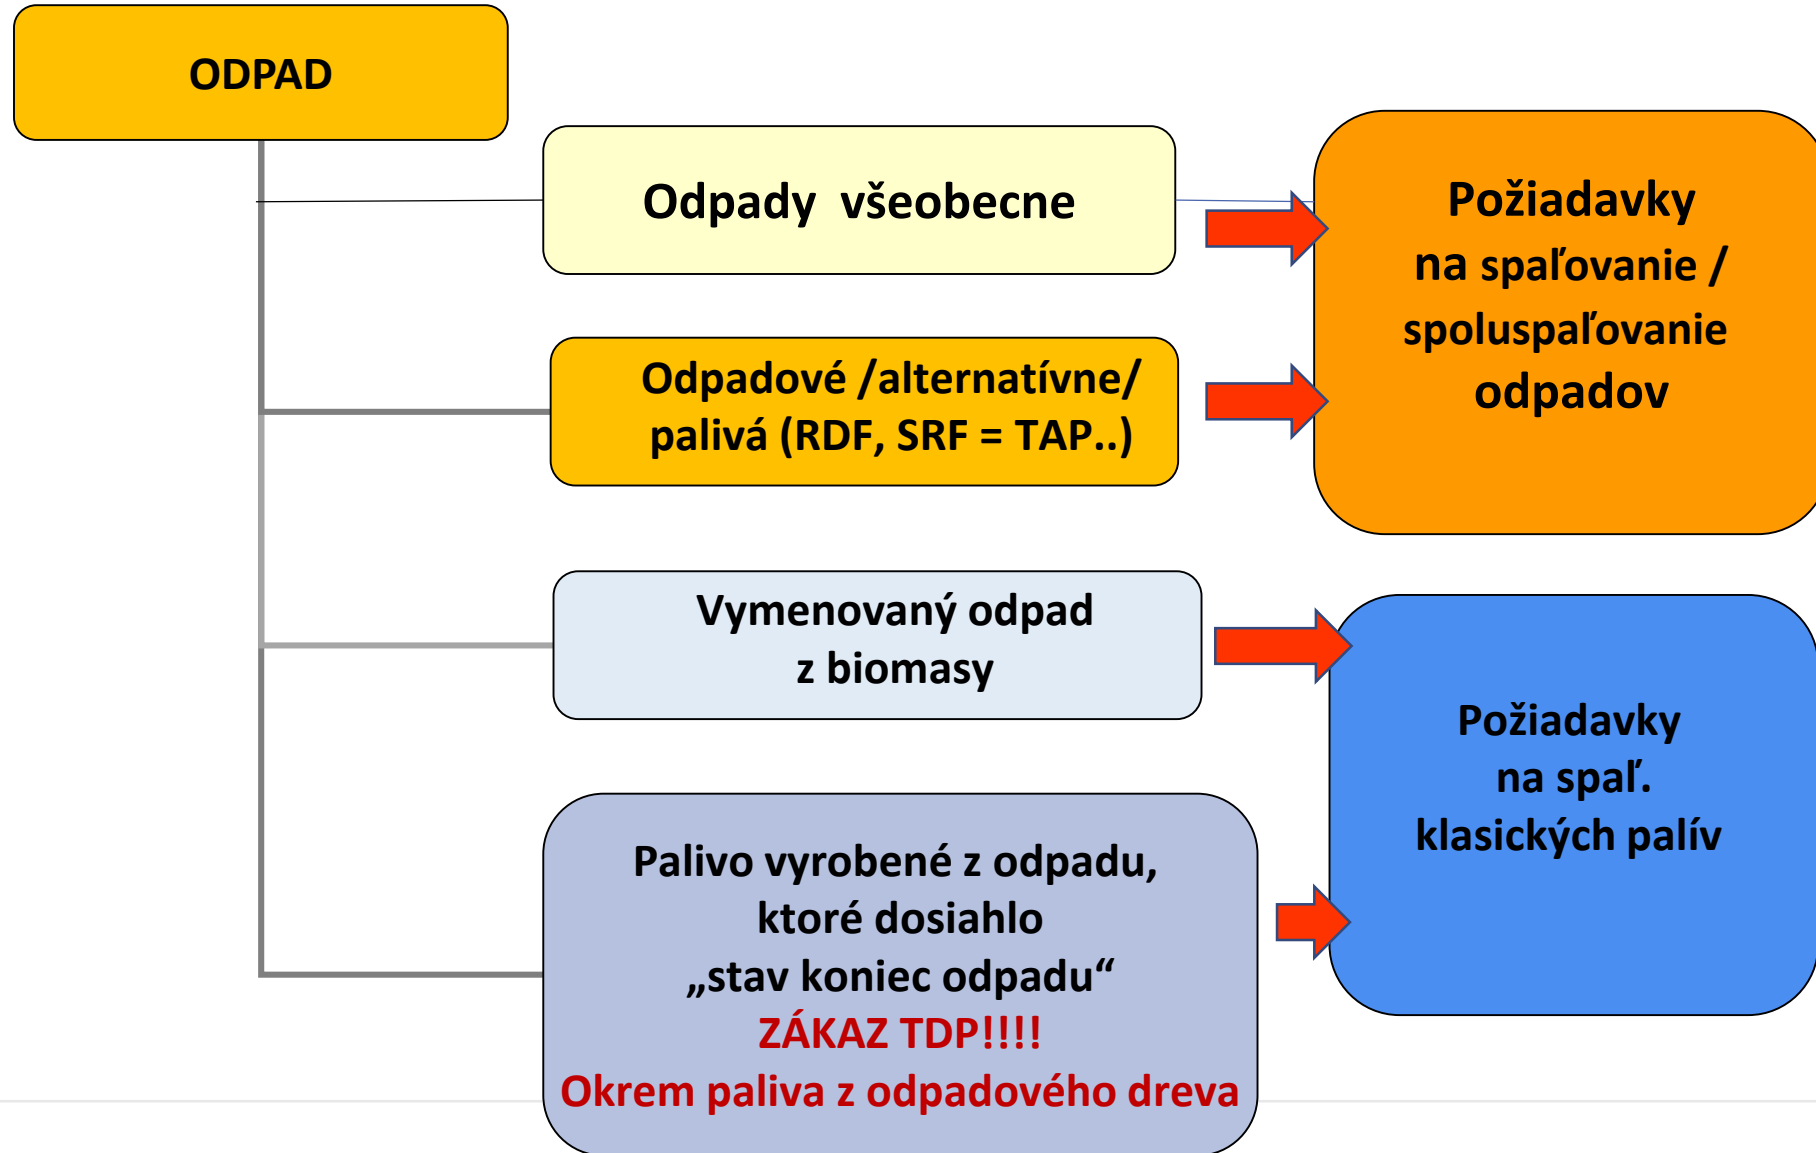 ODPAD
Odpady všeobecne
Požiadavky
na spaľovanie /
spoluspaľovanie
odpadov
Odpadové /alternatívne/
palivá (RDF, SRF = TAP..)
Vymenovaný odpad
z biomasy
Požiadavky
na spaľ.
klasických palív
Palivo vyrobené z odpadu,
ktoré dosiahlo
„stav koniec odpadu“
ZÁKAZ TDP!!!!
Okrem paliva z odpadového dreva